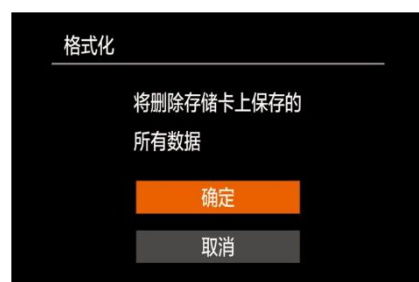 格式化
将删除存储卡上保存的
所有数据
确定
取消